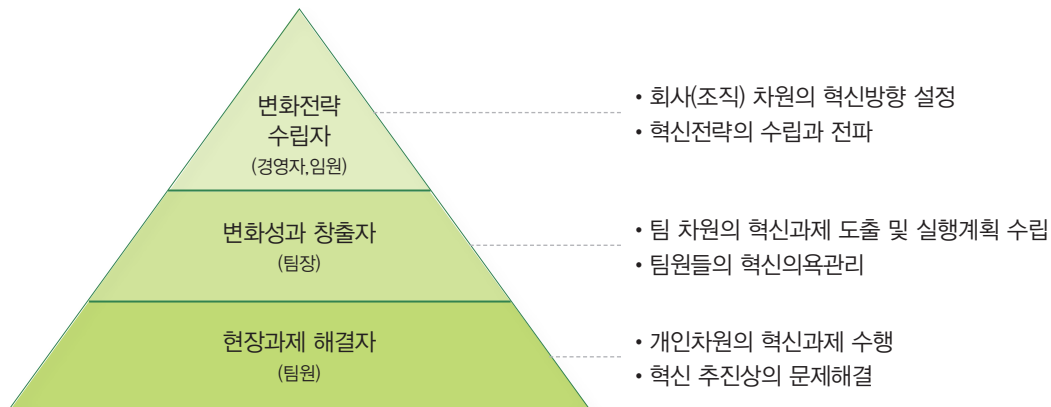 변화전략
수립자
(경영자,임원)
• 회사(조직) 차원의 혁신방향 설정
• 혁신전략의 수립과 전파
변화성과 창출자
(팀장)
• 팀 차원의 혁신과제 도출 및 실행계획 수립
• 팀원들의 혁신의욕관리
현장과제 해결자
(팀원)
• 개인차원의 혁신과제 수행
• 혁신 추진상의 문제해결